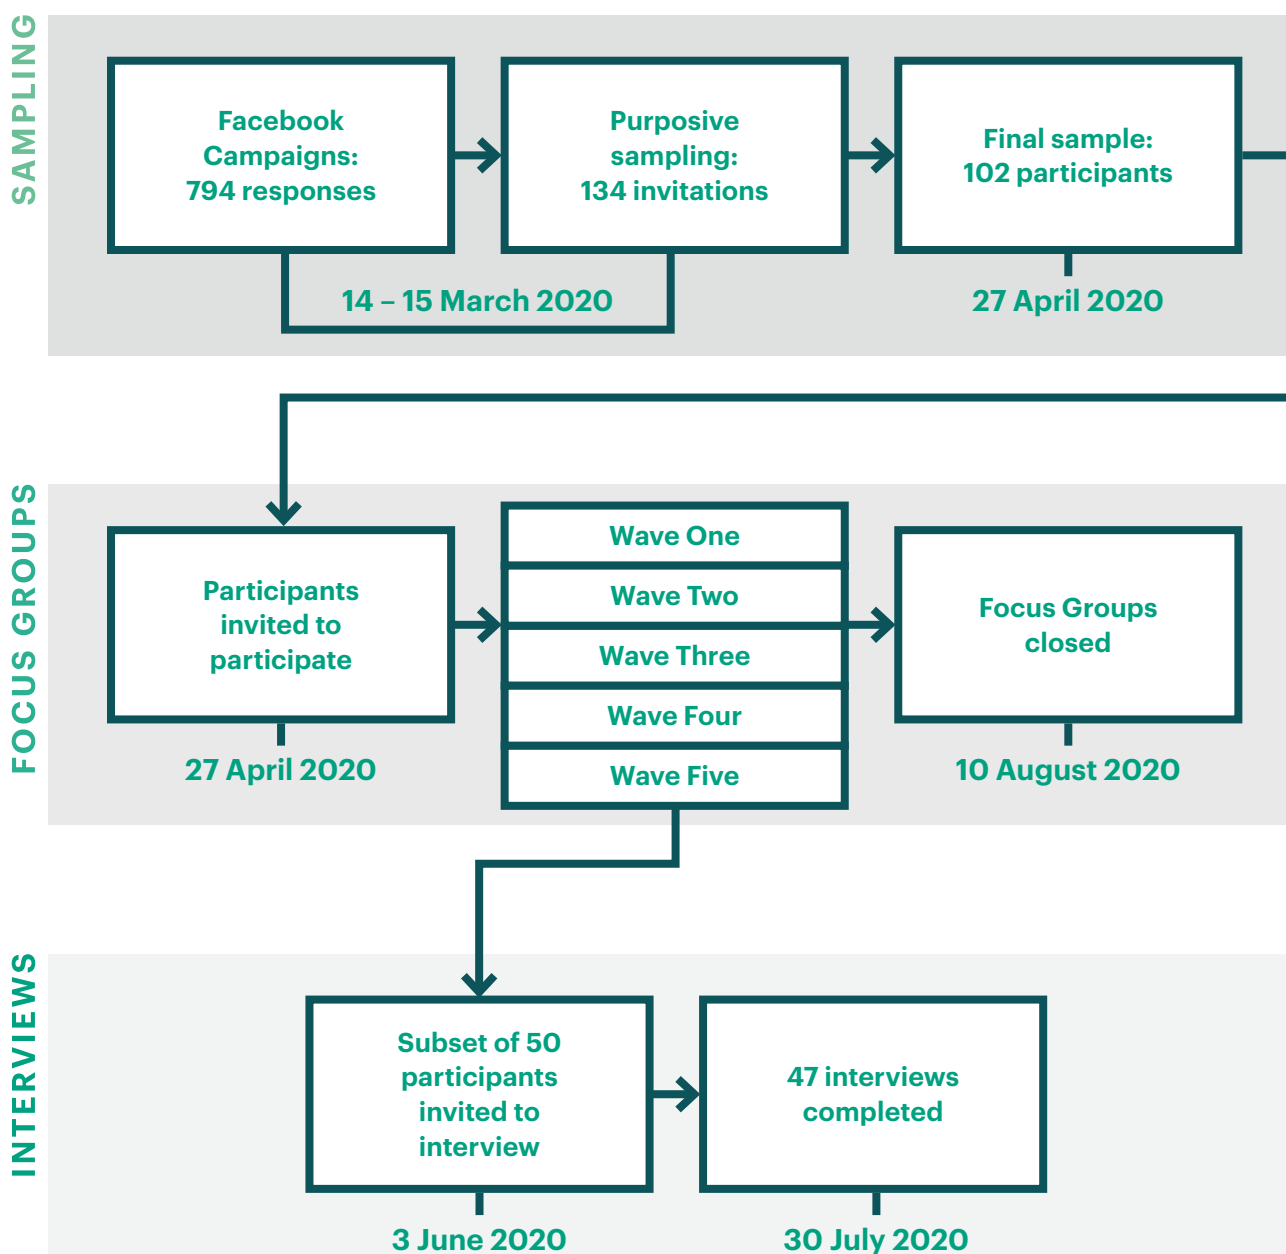 SAMPLING
Facebook
Campaigns:
794 responses
Purposive
sampling:
134 invitations
Final sample:
102 participants
14 – 15 March 2020
27 April 2020
FOCUS GROUPS
Participants
invited to
participate
27 April 2020
Wave One
Wave Two
Wave Three
Wave Four
Wave Five
Focus Groups
closed
10 August 2020
INTERVIEWS
Subset of 50
participants
invited to
interview
3 June 2020
47 interviews
completed
30 July 2020